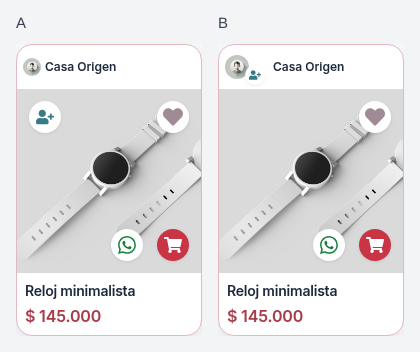 A
B
Casa Origen
Casa Origen
Reloj minimalista
$ 145.000
Reloj minimalista
$ 145.000